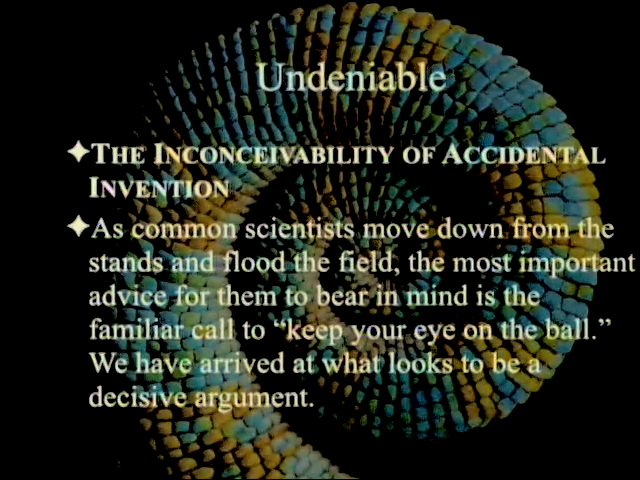 Undeniable
✦THE INCONCEIVABILITY OF ACCIDENTAL
INVENTION
✦As common scientists move down from the
stands and flood the field, the most important
advice for them to bear in mind is the
familiar call to “keep your eye on the ball.”
We have arrived at what looks to be a
decisive argument.